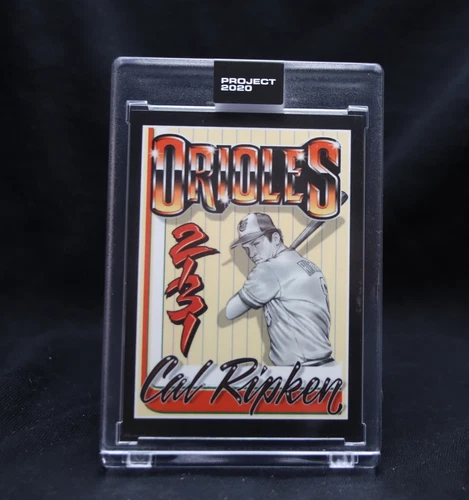 PROJECT
2020
ORIOLES
2131
Cal Ripken